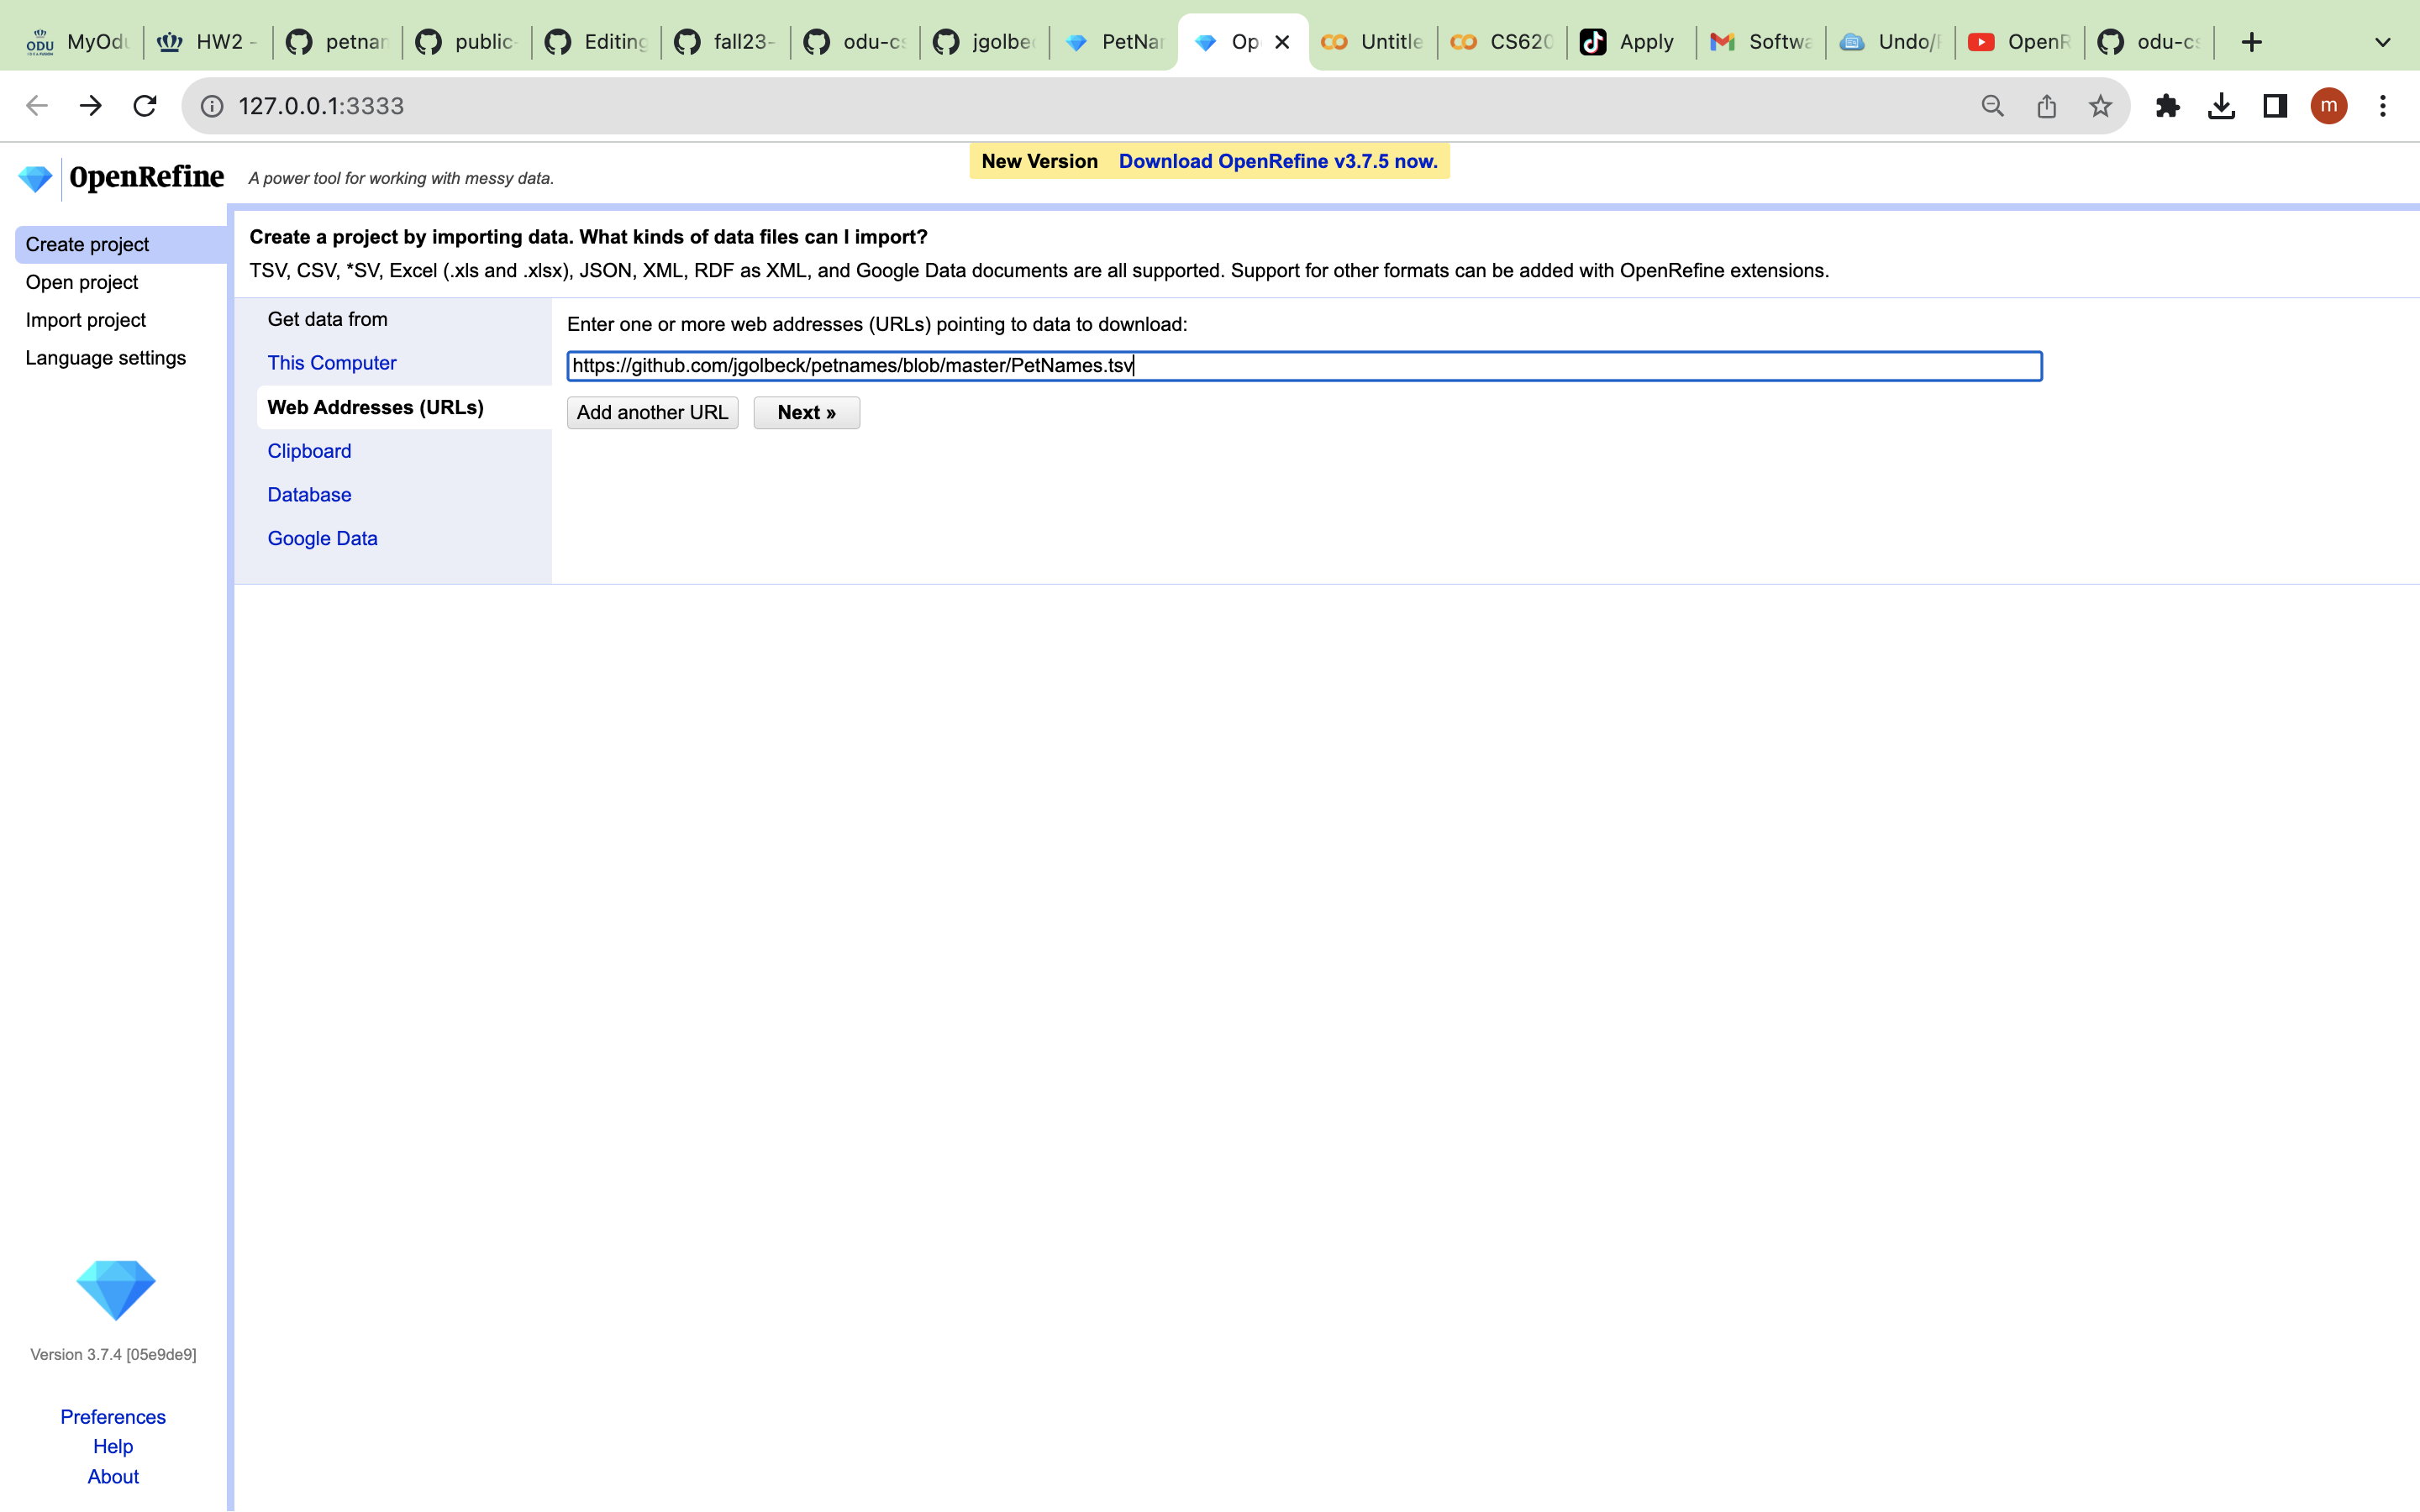 MyOdu HW2 - petnan public- Editing fall23- odu-cs jgolbe PetNar Op Untitle CS620 Apply Softwa Undo/ OpenR odu-cs
127.0.0.1:3333
m
OpenRefine A power tool for working with messy data.
New Version Download OpenRefine v3.7.5 now.
Create project
Open project
Import project
Language settings
Create a project by importing data. What kinds of data files can I import?
TSV, CSV, *SV, Excel (.xls and .xlsx), JSON, XML, RDF as XML, and Google Data documents are all supported. Support for other formats can be added with OpenRefine extensions.
Get data from
This Computer
Web Addresses (URLs)
Clipboard
Database
Google Data
Enter one or more web addresses (URLs) pointing to data to download:
https://github.com/jgolbeck/petnames/blob/master/PetNames.tsv
Add another URL Next »
Version 3.7.4 [05e9de9]
Preferences
Help
About